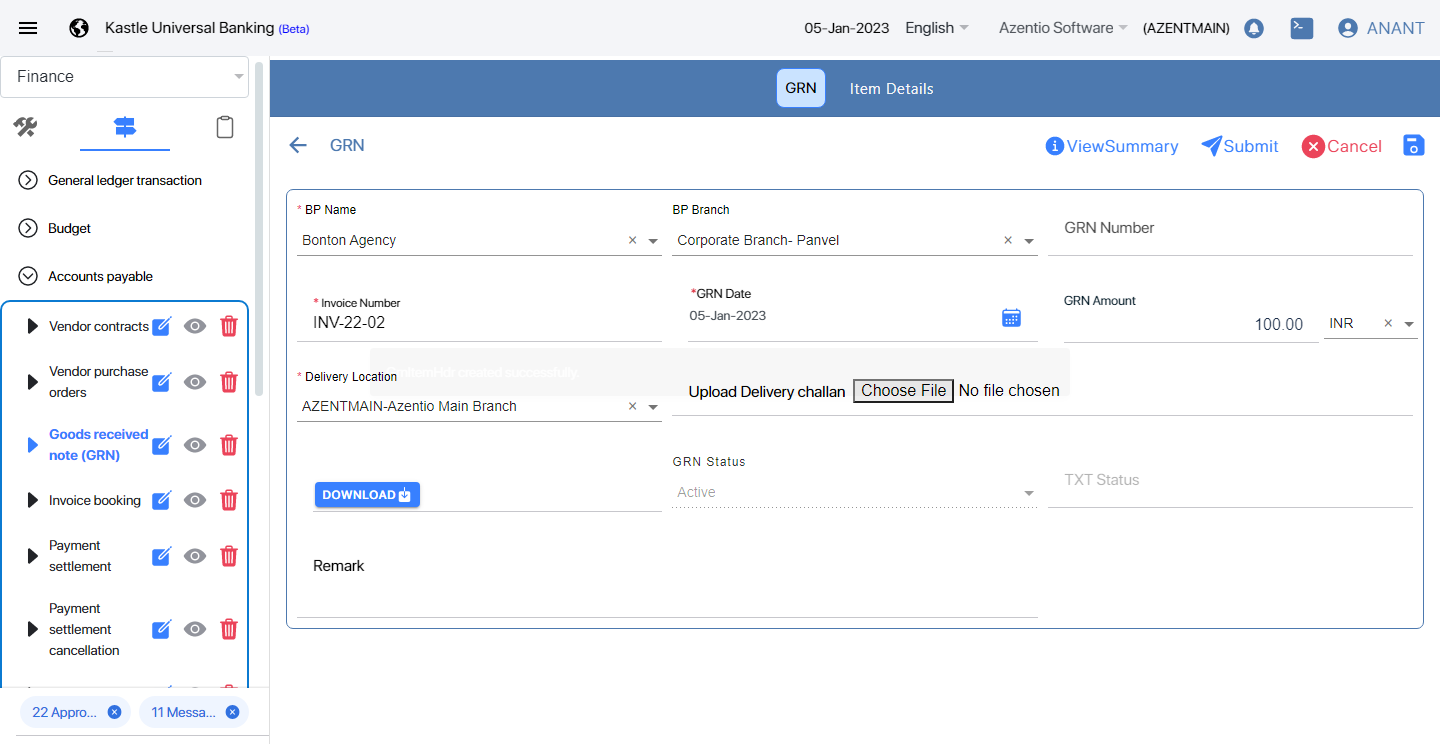 Kastle Universal Banking (Beta)
05-Jan-2023 English Azentio Software (AZENTMAIN) ANANT
Finance
GRN Item Details
GRN
ViewSummary Submit Cancel
General ledger transaction
Budget
Accounts payable
Vendor contracts
Vendor purchase
orders
Goods received
note (GRN)
Invoice booking
Payment
settlement
Payment
settlement
cancellation
22 Appro... 11 Messa...
* BP Name
Bonton Agency
BP Branch
Corporate Branch- Panvel
GRN Number
* Invoice Number
INV-22-02
*GRN Date
05-Jan-2023
GRN Amount
100.00 INR
created successfully
* Delivery Location
AZENTMAIN-Azentio Main Branch
Upload Delivery challan Choose File No file chosen
DOWNLOAD
GRN Status
Active
TXT Status
Remark